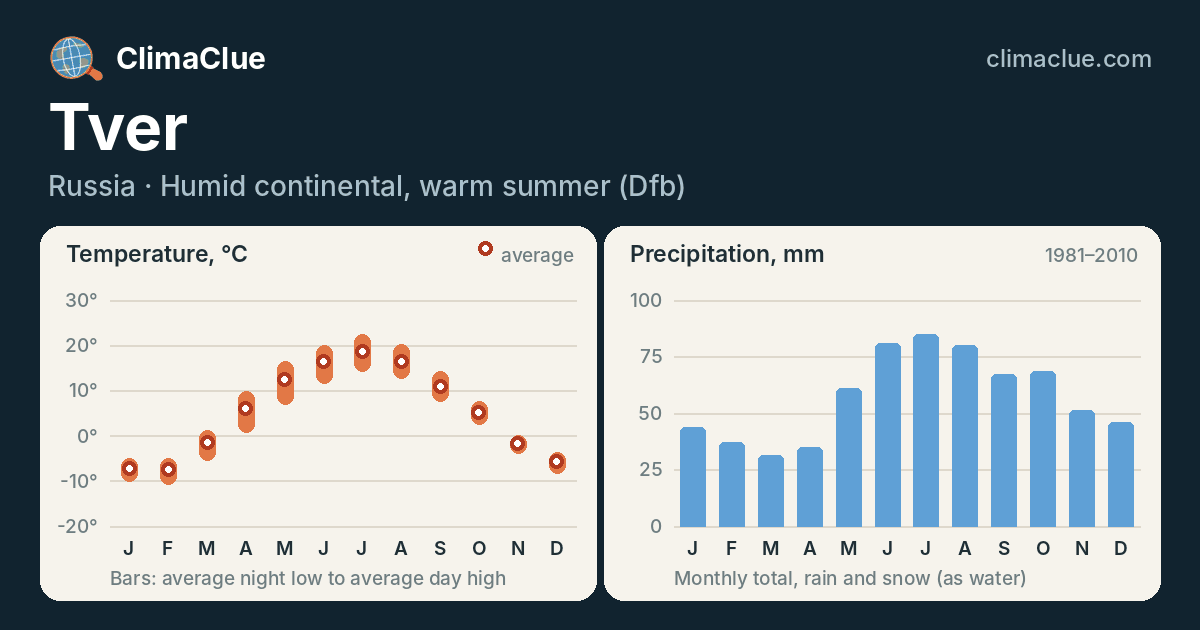 ClimaClue
climaclue.com
Tver
Russia · Humid continental, warm summer (Dfb)
Temperature, °C
average
30°
20°
10°
0°
-10°
-20°
J F M A M J J A S O N D
Bars: average night low to average day high
Precipitation, mm
1981–2010
100
75
50
25
0
J F M A M J J A S O N D
Monthly total, rain and snow (as water)